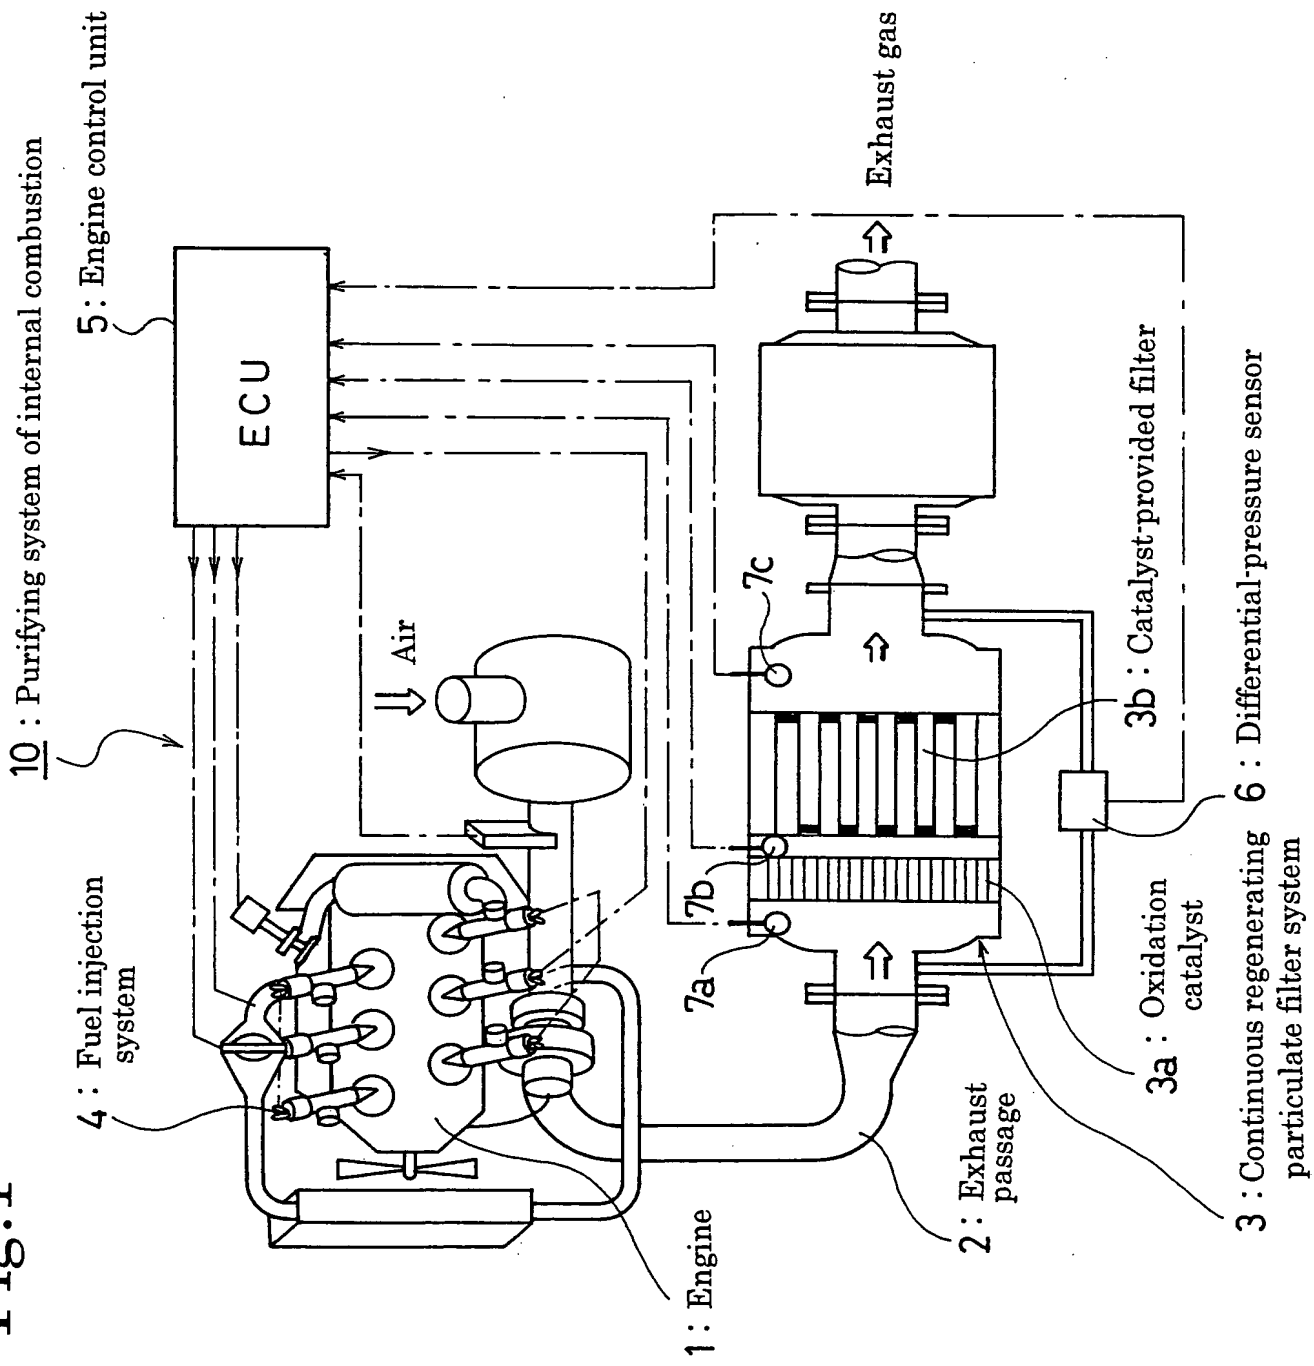 Fig.1
10 : Purifying system of internal combustion
5 : Engine control unit
ECU
4 : Fuel injection
system
Air
Exhaust gas
7a
7b
7c
1 : Engine
2 : Exhaust
passage
3a : Oxidation
catalyst
3b : Catalyst-provided filter
3 : Continuous regenerating
particulate filter system
6 : Differential-pressure sensor